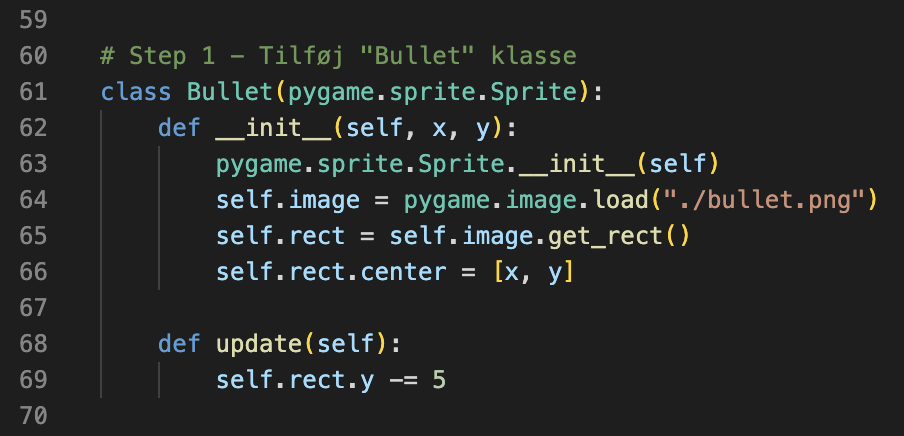 59
60 # Step 1 - Tilføj "Bullet" klasse
61 class Bullet(pygame.sprite.Sprite):
62     def __init__(self, x, y):
63         pygame.sprite.Sprite.__init__(self)
64         self.image = pygame.image.load("./bullet.png")
65         self.rect = self.image.get_rect()
66         self.rect.center = [x, y]
67
68     def update(self):
69         self.rect.y -= 5
70